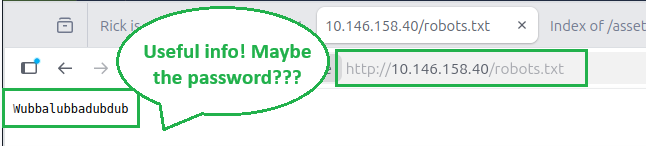 Rick is
10.146.158.40/robots.txt
Index of /asset
Useful info! Maybe
the password???
http://10.146.158.40/robots.txt
Wubbalubbadubdub